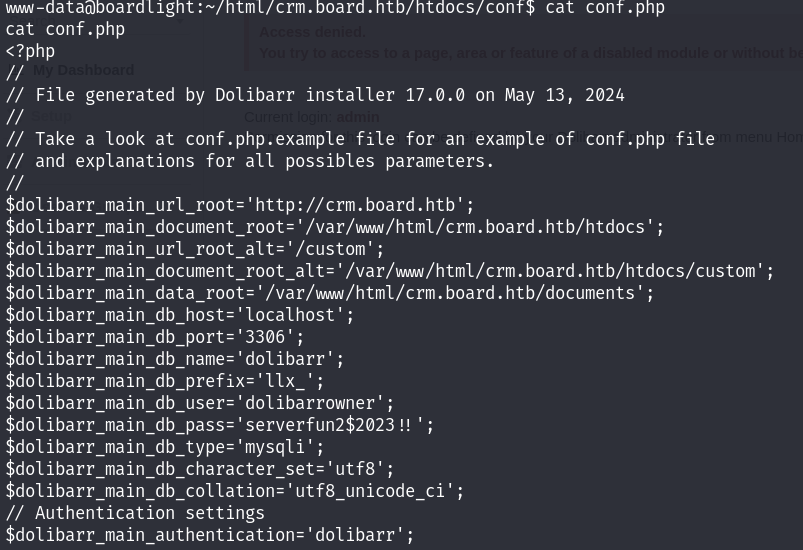 www-data@boardlight:~/html/crm.board.htb/htdocs/conf$ cat conf.php
cat conf.php
<?php
//
// File generated by Dolibarr installer 17.0.0 on May 13, 2024
//
// Take a look at conf.php.example file for an example of conf.php file
// and explanations for all possibles parameters.
//
$dolibarr_main_url_root='http://crm.board.htb';
$dolibarr_main_document_root='/var/www/html/crm.board.htb/htdocs';
$dolibarr_main_url_root_alt='/custom';
$dolibarr_main_document_root_alt='/var/www/html/crm.board.htb/htdocs/custom';
$dolibarr_main_data_root='/var/www/html/crm.board.htb/documents';
$dolibarr_main_db_host='localhost';
$dolibarr_main_db_port='3306';
$dolibarr_main_db_name='dolibarr';
$dolibarr_main_db_prefix='llx_';
$dolibarr_main_db_user='dolibarrowner';
$dolibarr_main_db_pass='serverfun2$2023!!';
$dolibarr_main_db_type='mysqli';
$dolibarr_main_db_character_set='utf8';
$dolibarr_main_db_collation='utf8_unicode_ci';
// Authentication settings
$dolibarr_main_authentication='dolibarr';
Access denied.
You try to access to a page, area or feature of a disabled module or without
My Dashboard
Setup
Current login: admin
from menu